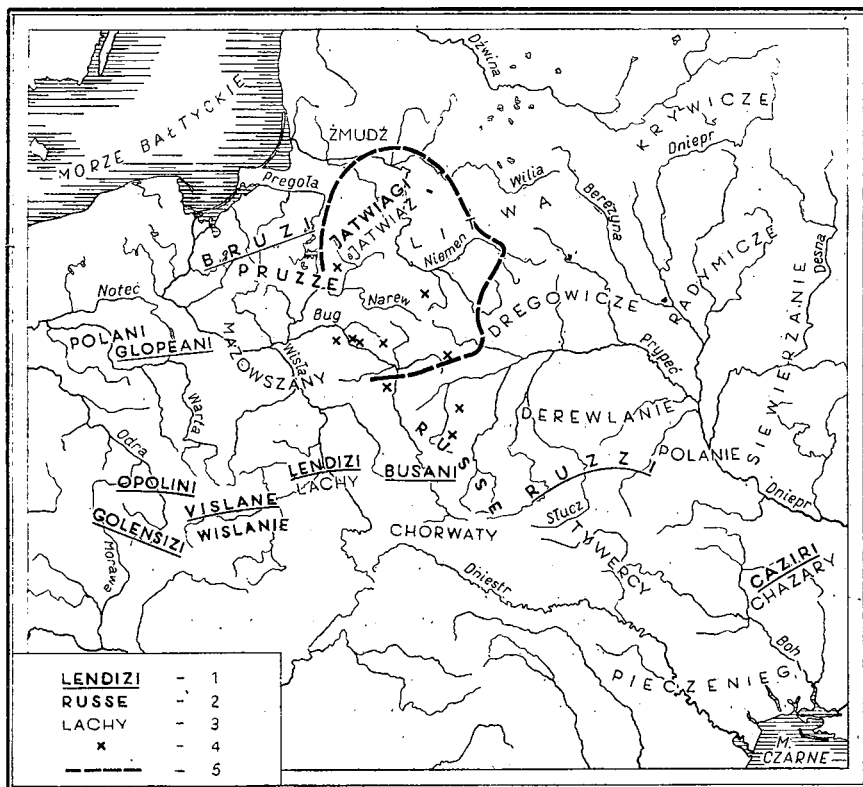 MORZE BAŁTYCKIE
Dźwina
KRYWICZE
Dniepr
ŻMUDŹ
Pregoła
Wilia
Berezyna
JATWIAGI
JATWIAŻ
LI WA
Niemen
BRUZI
PRUZZE
RADYMICZE
Desna
Noteć
Narew
DREGOWICZE
SIEWIERZANIE
POLANI
GLOPEANI
Bug
MAZOWSZANY
Wisła
Prypeć
Warta
RUSSE
DEREWLANIE
Odra
POLANIE
LENDIZI
LACHY
BUSANI
RUZZI
OPOLINI
VISLANE
WISLANIE
GOLENSIZI
Dniepr
Słucz
CHORWATY
TYWERCY
Morawa
Dniestr
CAZIRI
CHAZARY
Boh
PIECZENIEG.
M.
CZARNE
LENDIZI - 1
RUSSE - 2
LACHY - 3
x - 4
- 5